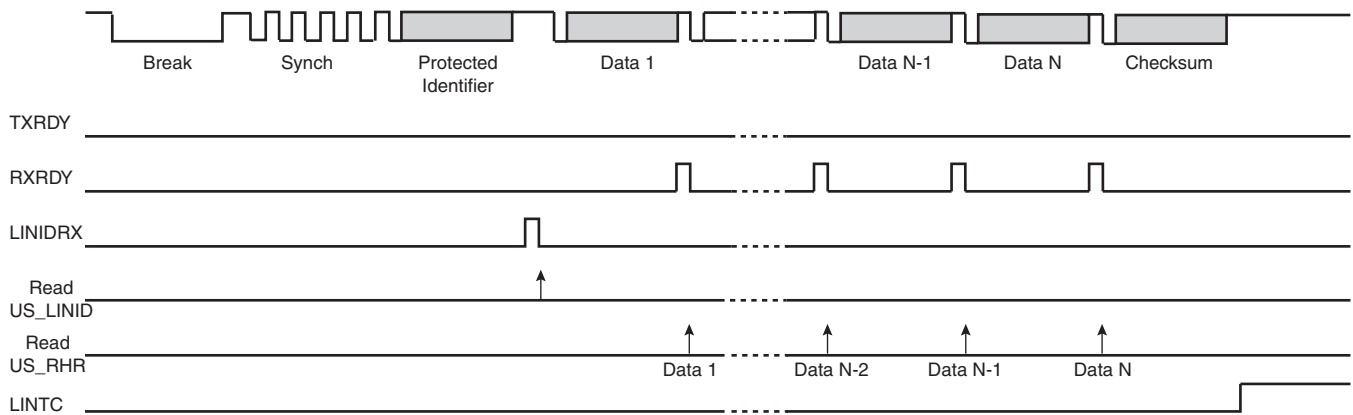 Break Synch Protected Identifier Data 1 Data N-1 Data N Checksum
TXRDY
RXRDY
LINIDRX
Read
US_LINID
Read
US_RHR
Data 1 Data N-2 Data N-1 Data N
LINTC